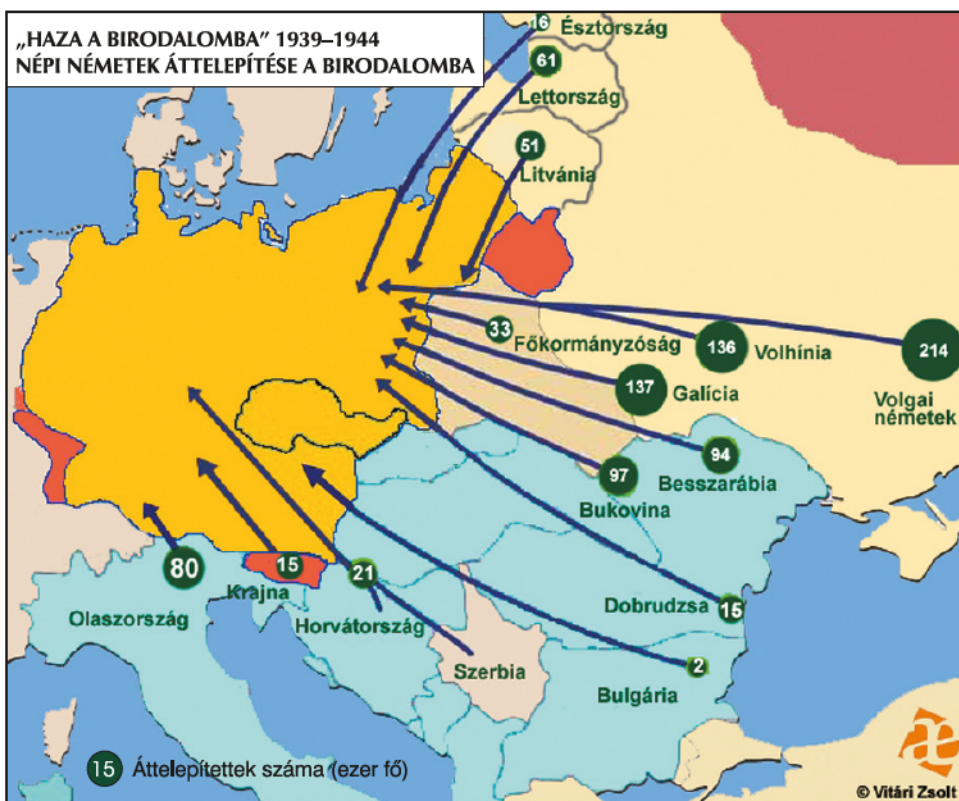 „HAZA A BIRODALOMBA” 1939–1944
NÉPI NÉMETEK ÁTTELEPÍTÉSE A BIRODALOMBA
6
Észtország
61
Lettország
51
Litvánia
33
Főkormányzóság
136
Volhínia
214
Volgai
németek
137
Galícia
94
Besszarábia
97
Bukovina
80
Olaszország
15
Krajna
21
Horvátország
Dobrudzsa
15
Szerbia
2
Bulgária
15 Áttelepítettek száma (ezer fő)
æ
© Vitári Zsolt